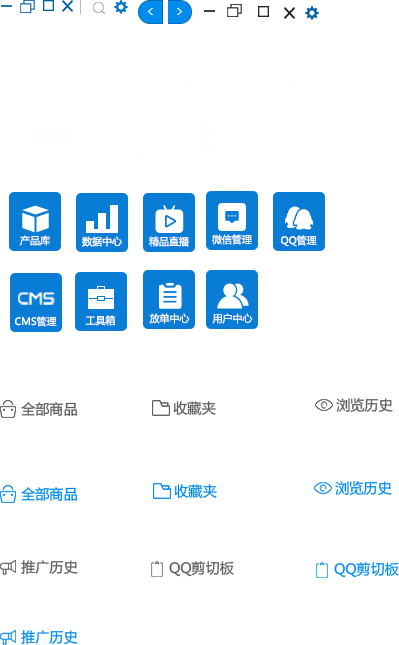 产品库
数据中心
精品直播
微信管理
QQ管理
CMS
CMS管理
工具箱
放单中心
用户中心
全部商品
收藏夹
浏览历史
全部商品
收藏夹
浏览历史
推广历史
QQ剪切板
QQ剪切板
推广历史